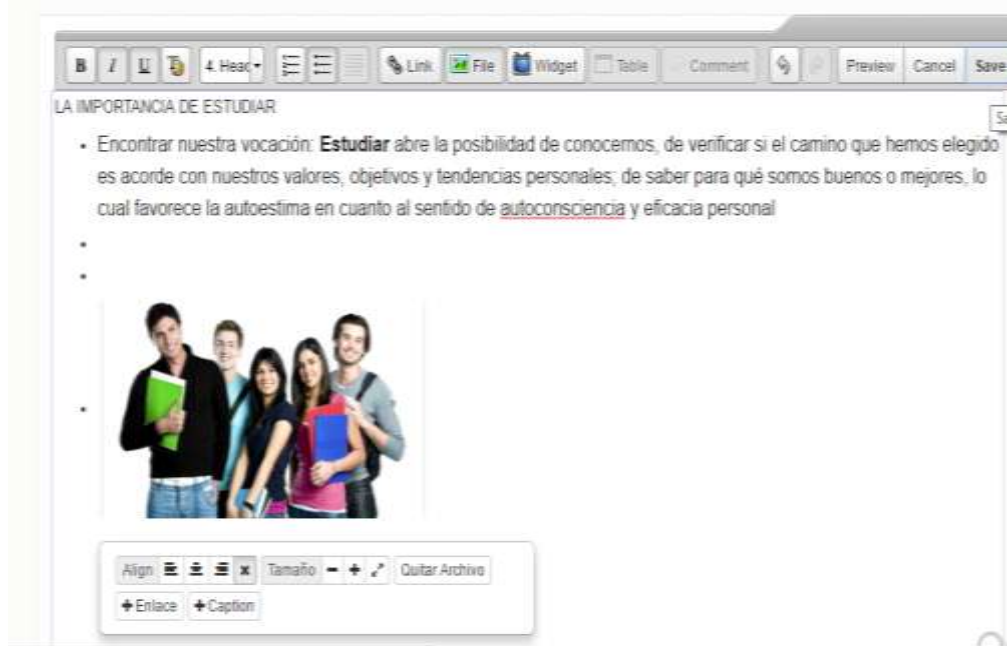 B I U 4. Head Link File Widget Table Comment Preview Cancel Save
LA IMPORTANCIA DE ESTUDIAR
Encontrar nuestra vocación: Estudiar abre la posibilidad de conocernos, de verificar si el camino que hemos elegido
es acorde con nuestros valores, objetivos y tendencias personales; de saber para qué somos buenos o mejores, lo
cual favorece la autoestima en cuanto al sentido de autoconsciencia y eficacia personal
Align x Tamaño - + Quitar Archivo
+ Enlace + Caption